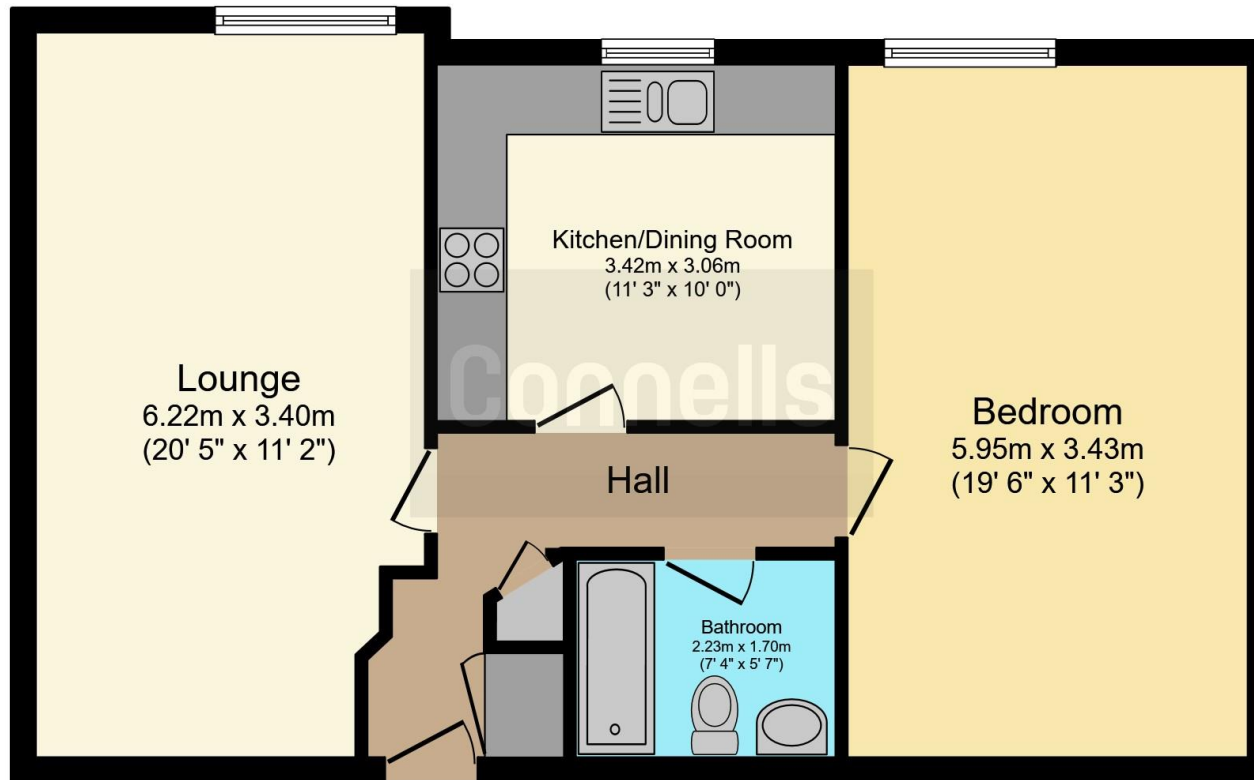 Lounge
6.22m x 3.40m
(20' 5" x 11' 2")
Kitchen/Dining Room
3.42m x 3.06m
(11' 3" x 10' 0")
Connells
Hall
Bedroom
5.95m x 3.43m
(19' 6" x 11' 3")
Bathroom
2.23m x 1.70m
(7' 4" x 5' 7")